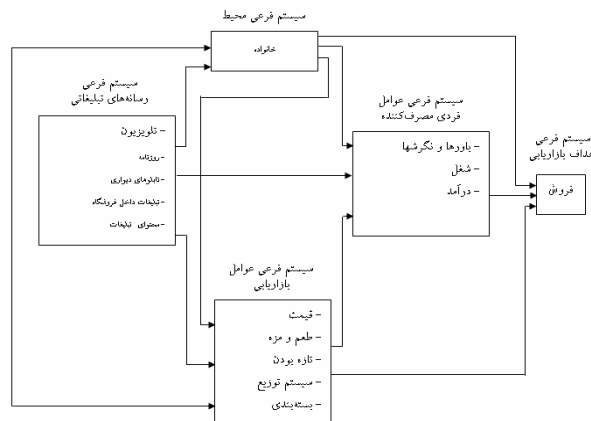 سیستم فرعی محیط
خانواده
سیستم فرعی
رسانه‌های تبلیغاتی
- تلویزیون
- روزنامه
- تابلوهای دیواری
- تبلیغات داخل فروشگاه
- محتوای تبلیغات
سیستم فرعی عوامل
فردی مصرف‌کننده
- باورها و نگرشها
- شغل
- درآمد
سیستم فرعی
هداف بازاریابی
فروش
سیستم فرعی عوامل
بازاریابی
- قیمت
- طعم و مزه
- تازه بودن
- سیستم توزیع
- بسته‌بندی